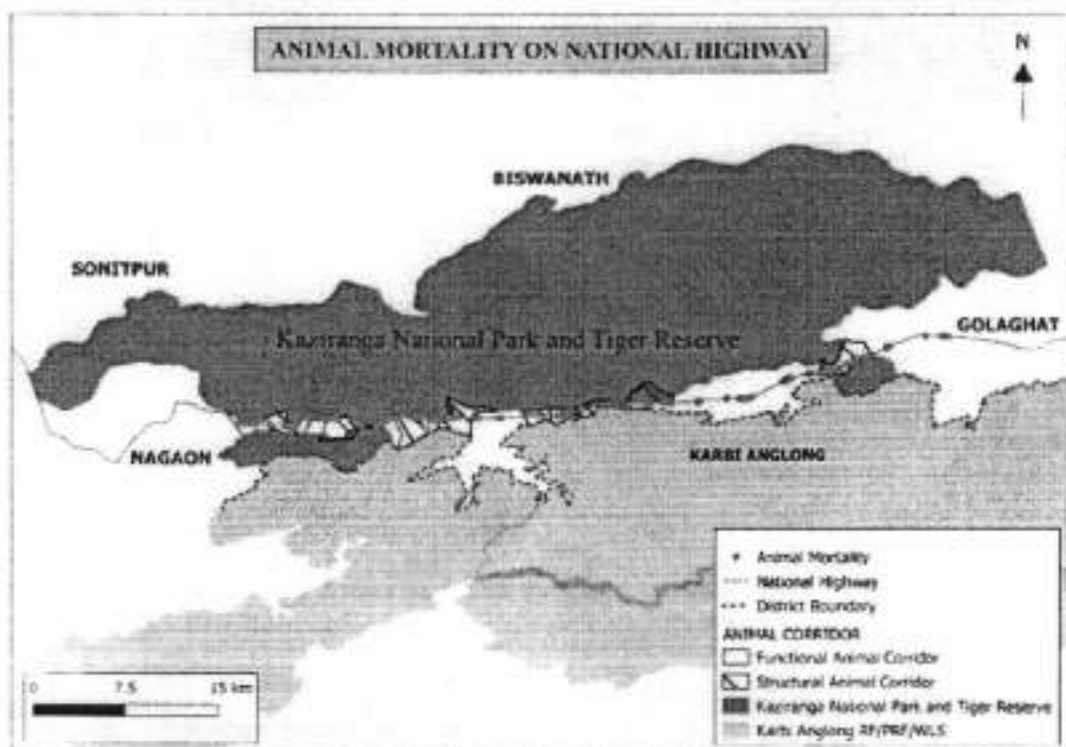 ANIMAL MORTALITY ON NATIONAL HIGHWAY
N
BISWANATH
SONITPUR
GOLAGHAT
Kaziranga National Park and Tiger Reserve
NAGAON
KARBI ANGLONG
Animal Mortality
National Highway
District Boundary
ANIMAL CORRIDOR
Functional Animal Corridor
Structural Animal Corridor
Kaziranga National Park and Tiger Reserve
Karbi Anglong RF/PRF/WLS
0 7.5 15 km